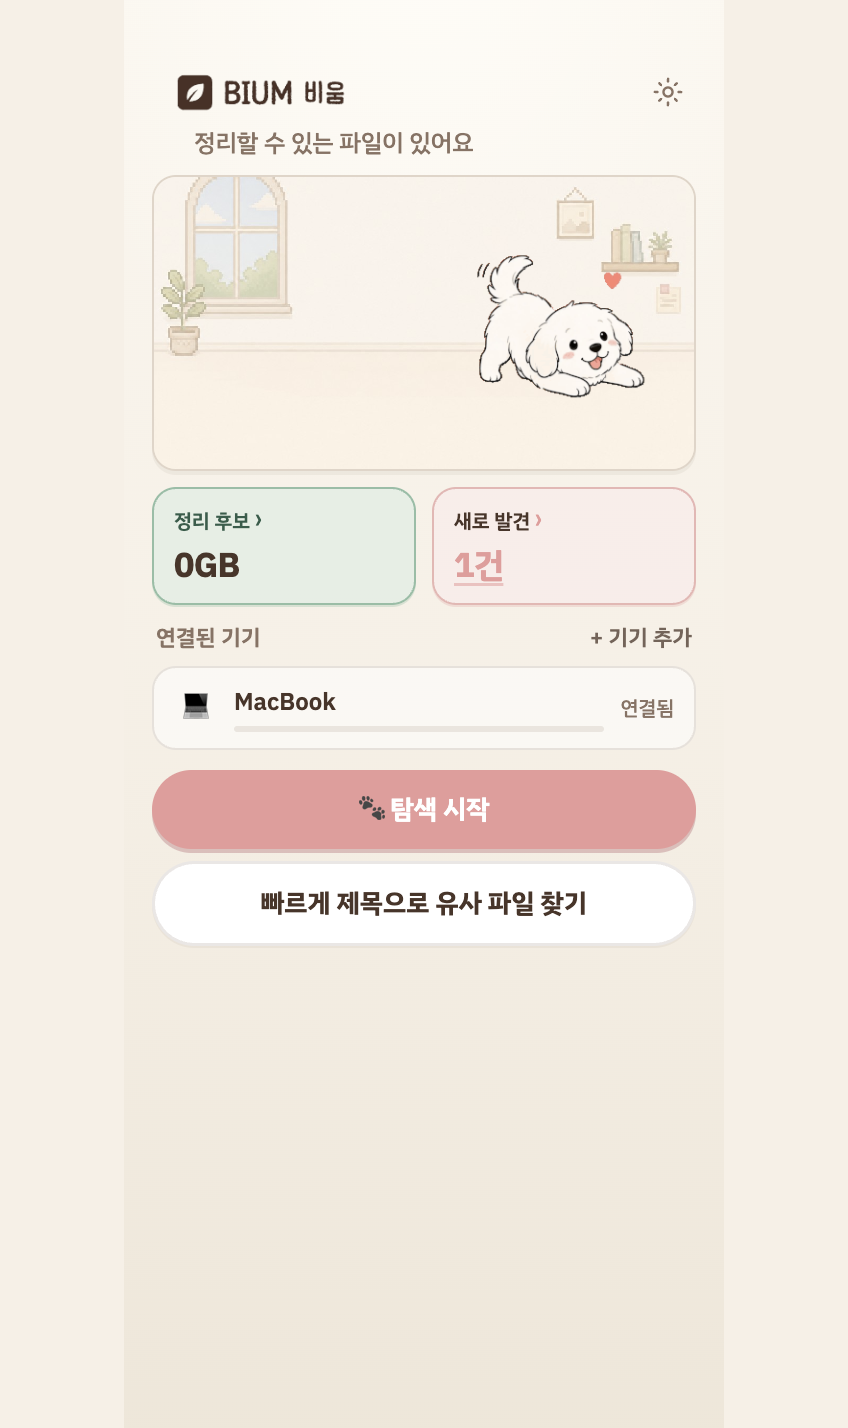 BIUM 비움
정리할 수 있는 파일이 있어요
정리 후보 ›
0GB
새로 발견 ›
1건
연결된 기기
+ 기기 추가
MacBook
연결됨
탐색 시작
빠르게 제목으로 유사 파일 찾기